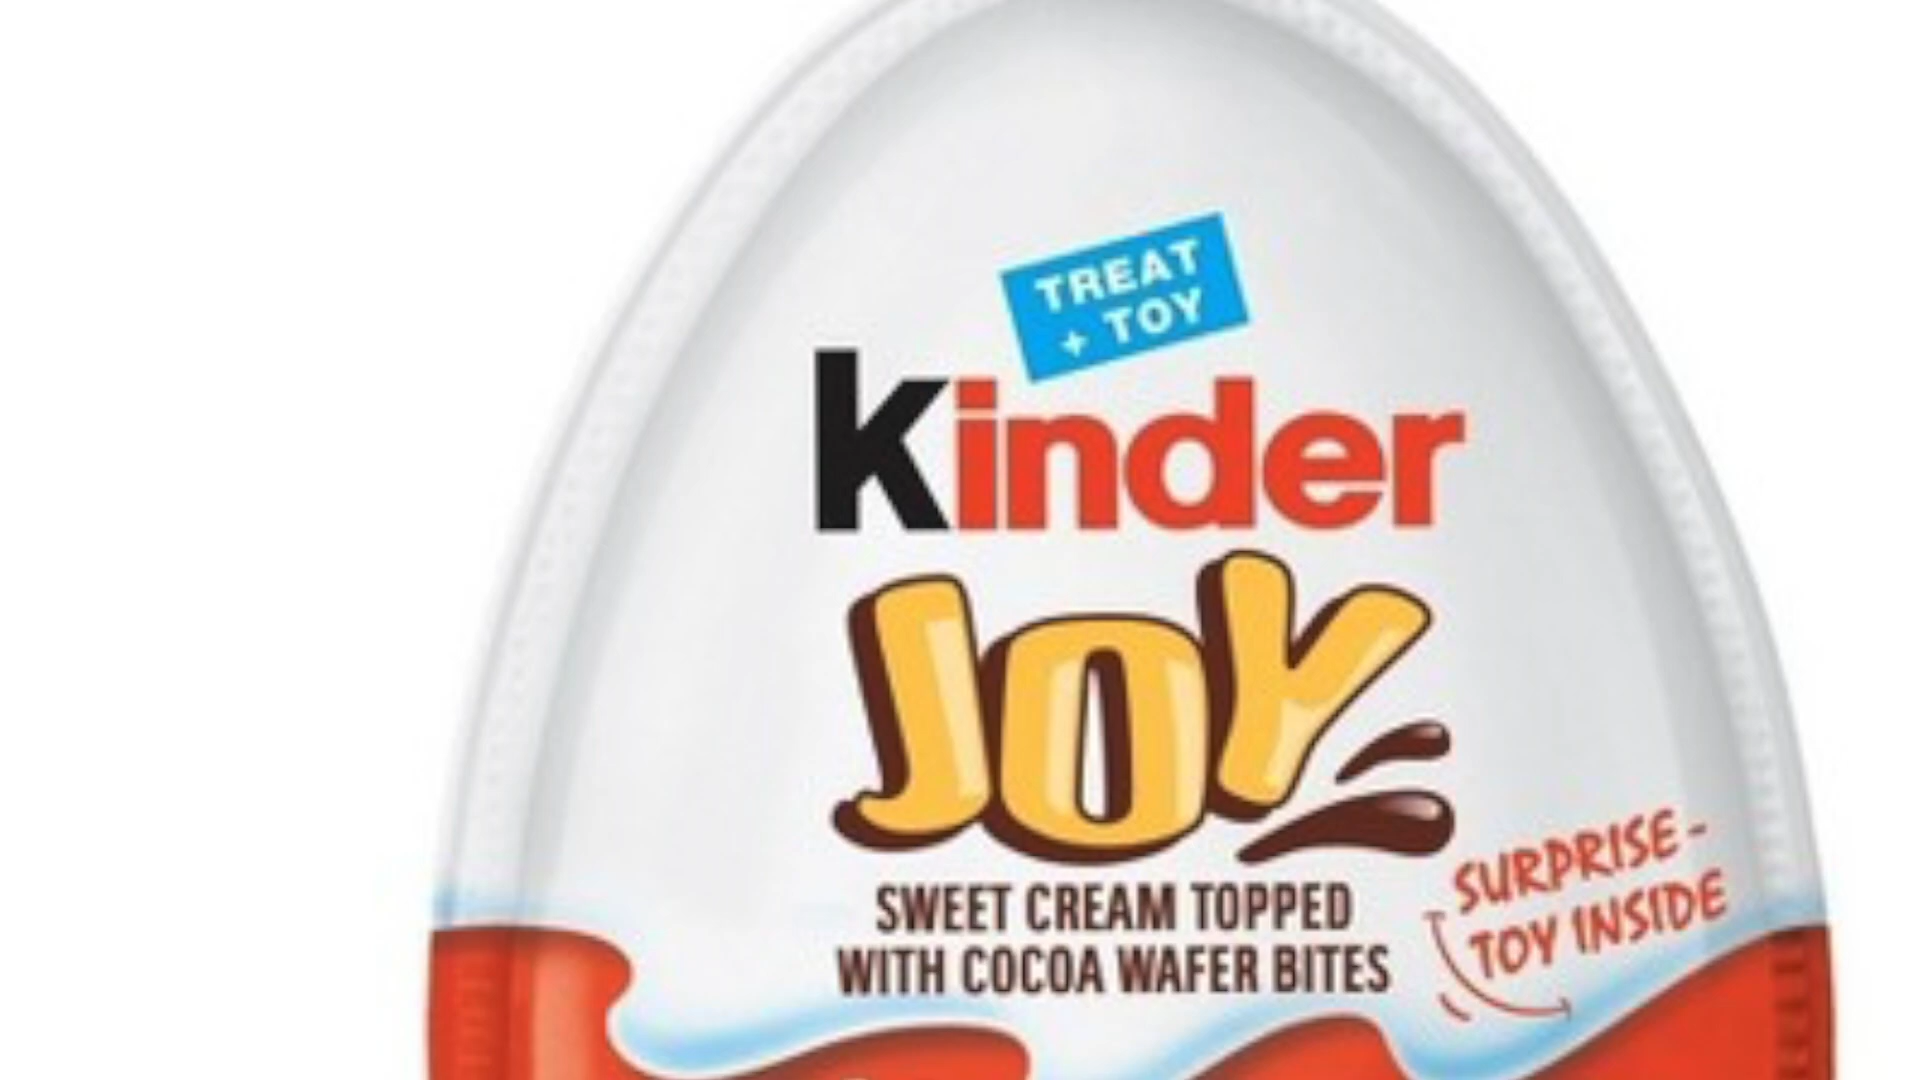 TREAT
+ TOY
Kinder
JOY
SWEET CREAM TOPPED
WITH COCOA WAFER BITES
SURPRISE -
TOY INSIDE